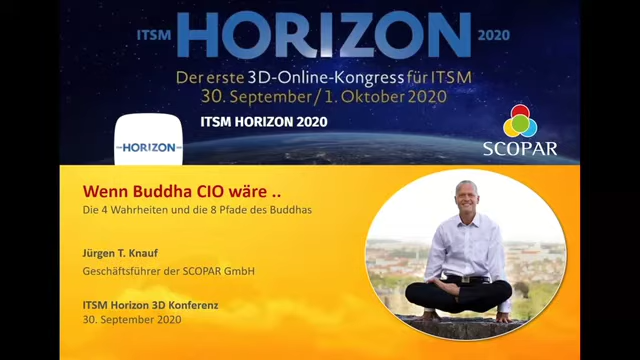 ITSM HORIZON 2020
Der erste 3D-Online-Kongress für ITSM
30. September/1. Oktober 2020
ITSM HORIZON 2020
HORIZON
SCOPAR
Wenn Buddha CIO wäre ..
Die 4 Wahrheiten und die 8 Pfade des Buddhas
Jürgen T. Knauf
Geschäftsführer der SCOPAR GmbH
ITSM Horizon 3D Konferenz
30. September 2020